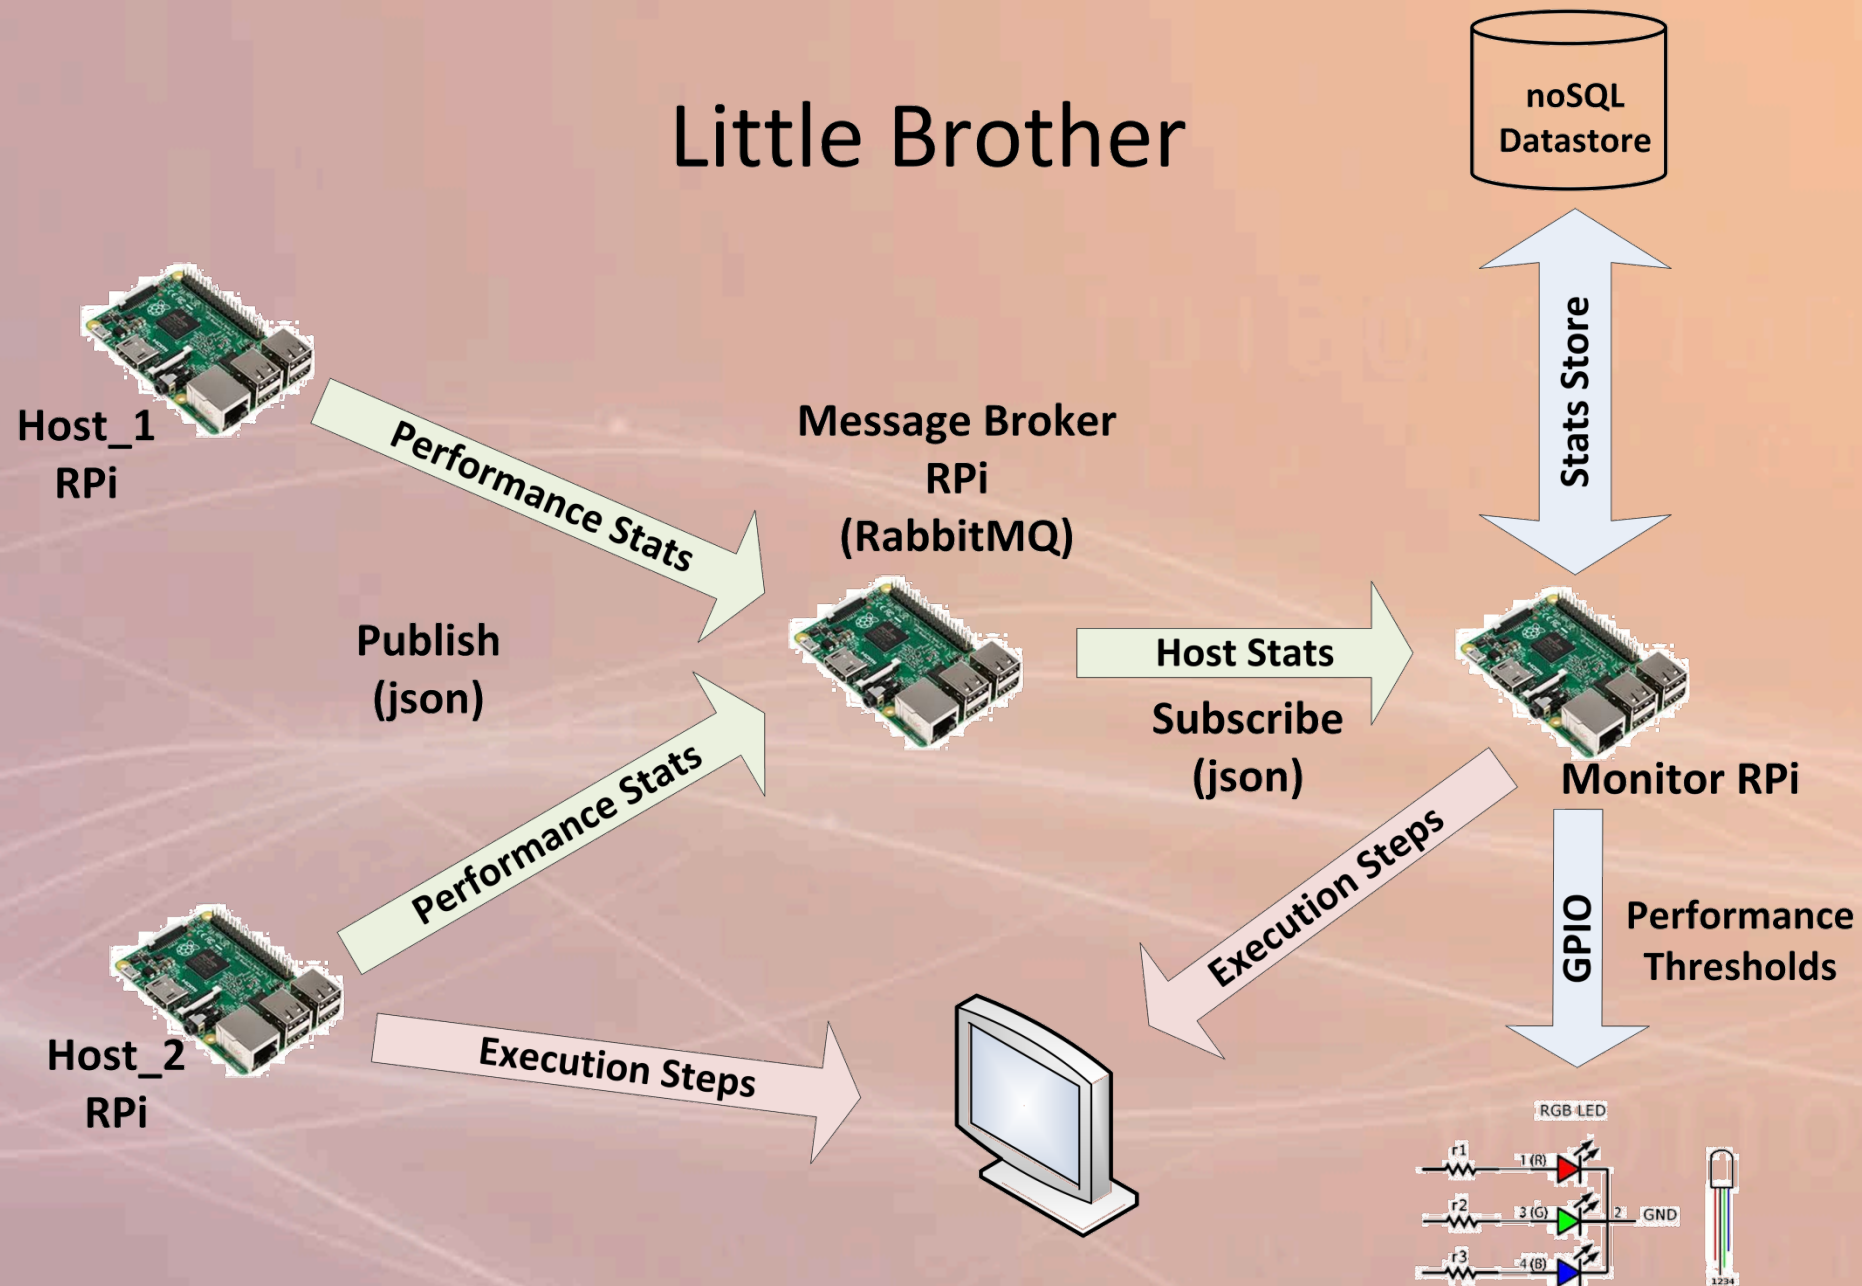 Little Brother
noSQL
Datastore
Stats Store
Host_1
RPi
Performance Stats
Message Broker
RPi
(RabbitMQ)
Publish
(json)
Host Stats
Subscribe
(json)
Monitor RPi
Performance Stats
Execution Steps
GPIO
Performance
Thresholds
Host_2
RPi
Execution Steps
RGB LED
r1
1 (R)
r2
3 (G)
2
GND
r3
4 (B)
1234